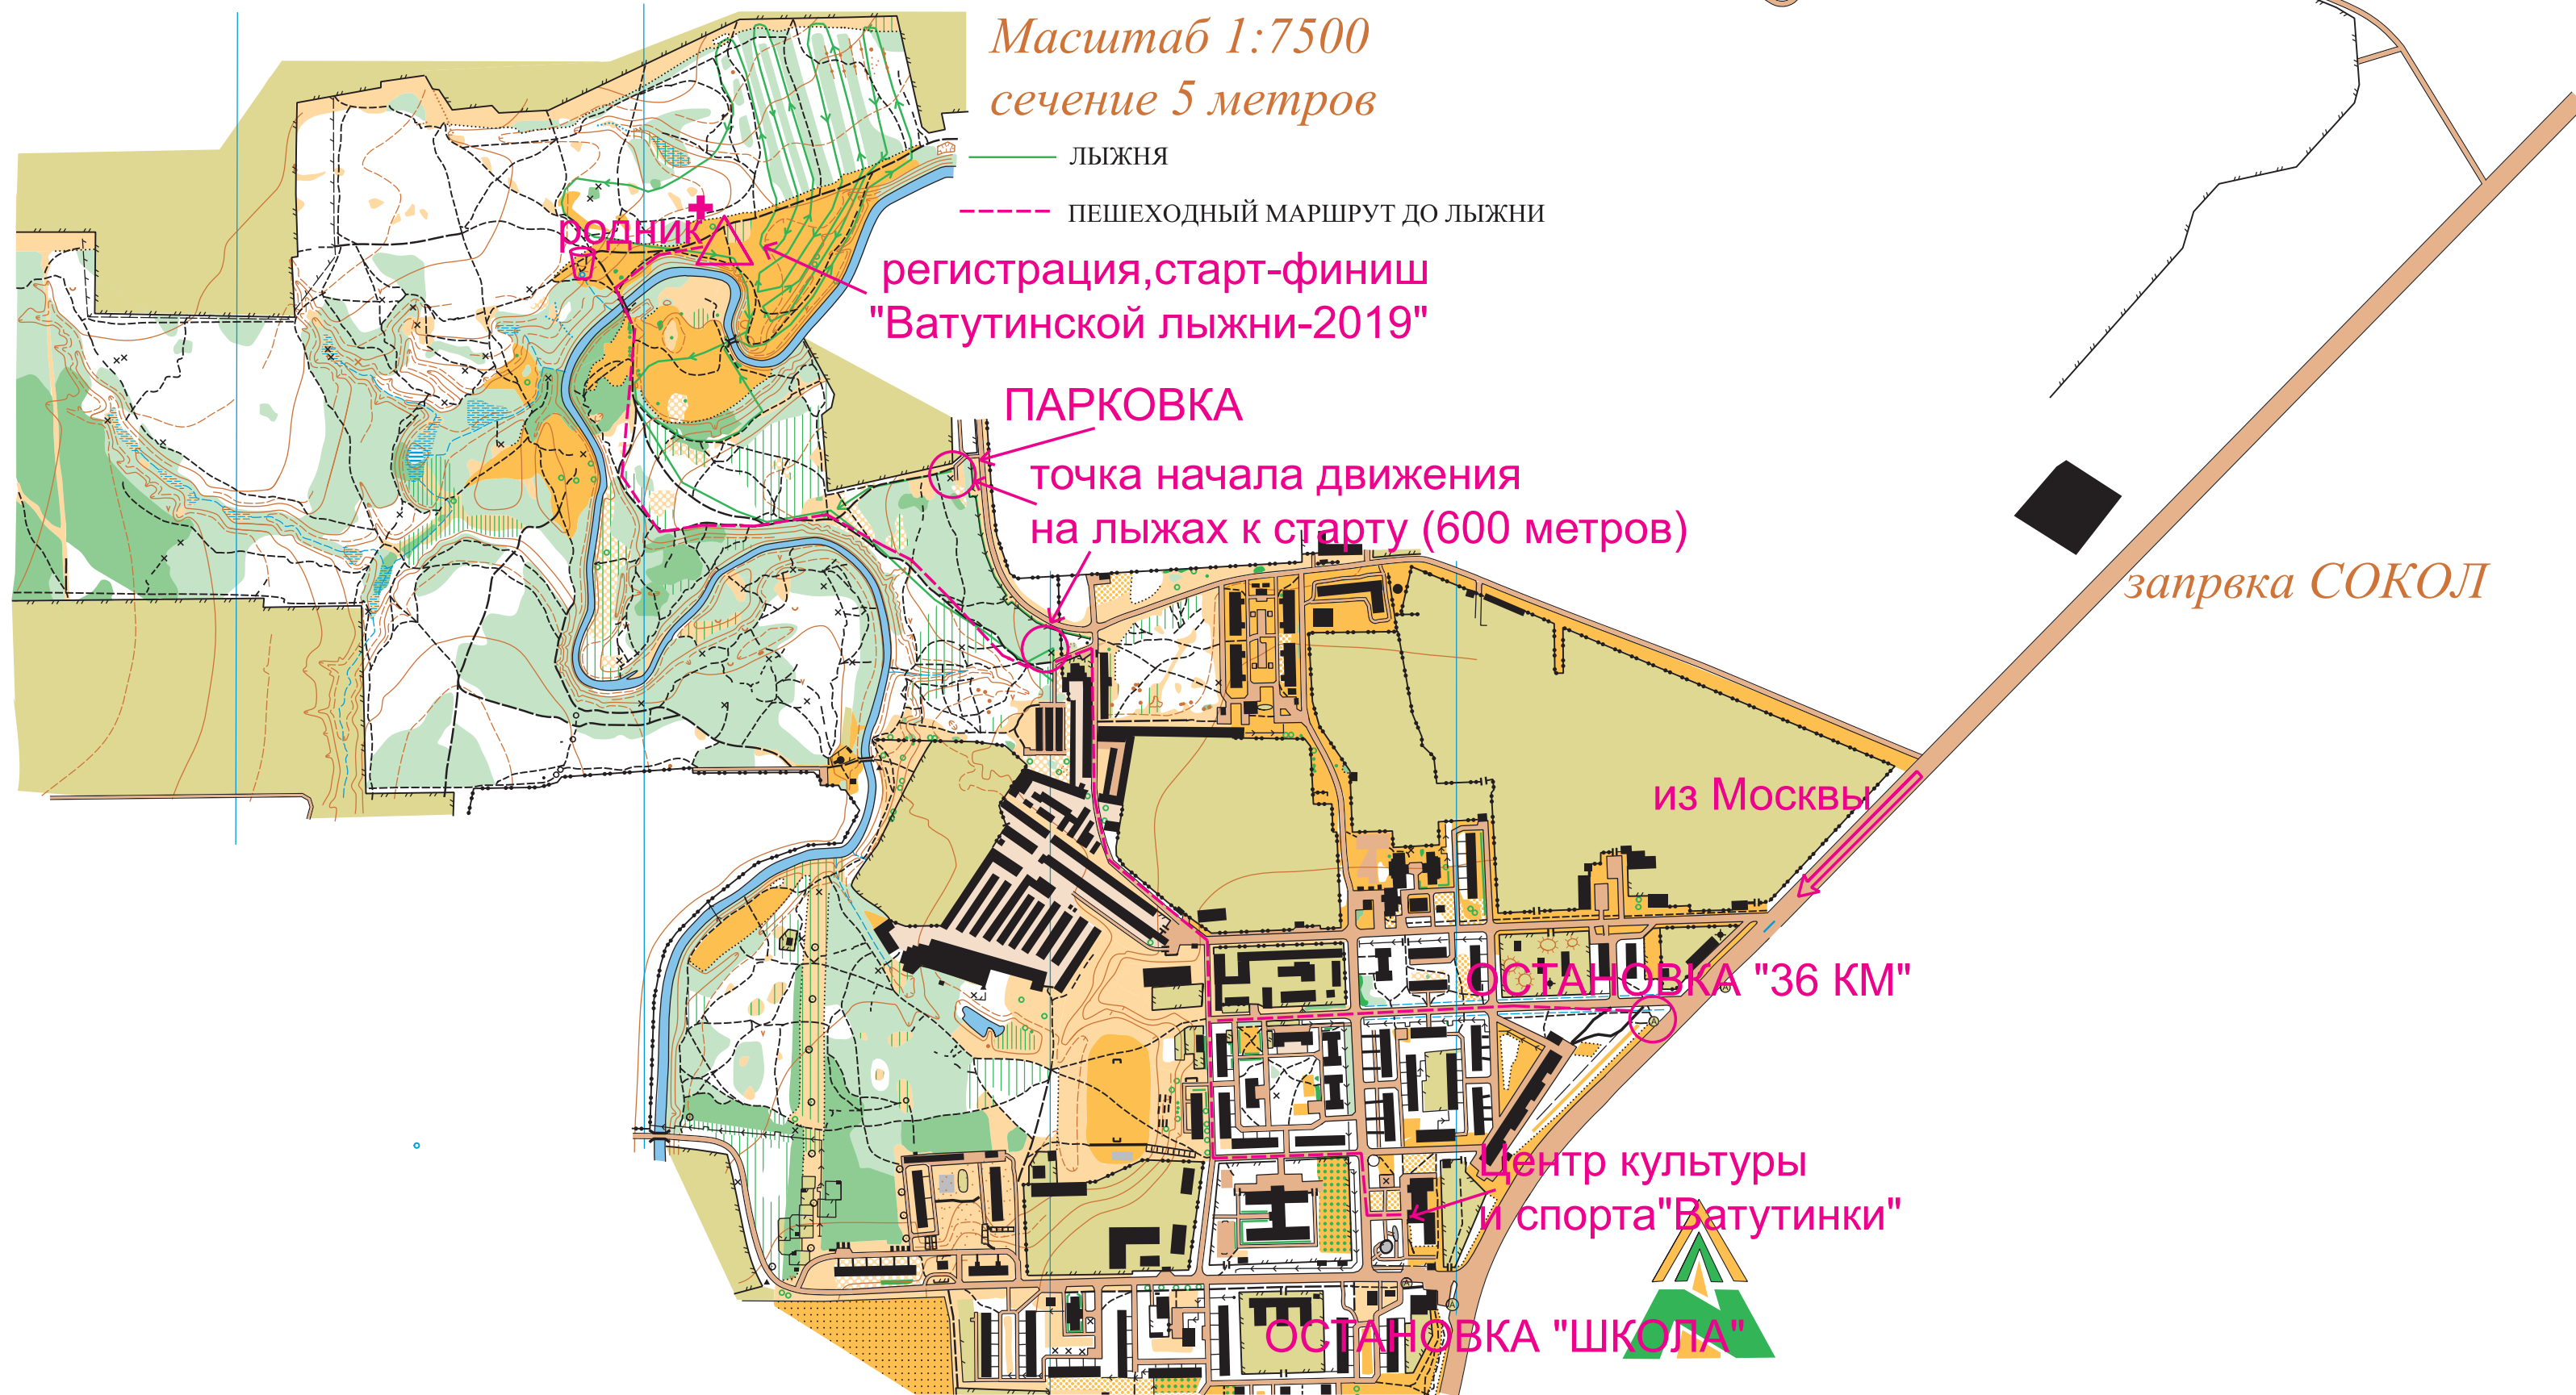 Масштаб 1:7500
сечение 5 метров
ЛЫЖНЯ
ПЕШЕХОДНЫЙ МАРШРУТ ДО ЛЫЖНИ
родник
регистрация,старт-финиш
"Ватутинской лыжни-2019"
ПАРКОВКА
точка начала движения
на лыжах к старту (600 метров)
запрвка СОКОЛ
из Москвы
ОСТАНОВКА "36 КМ"
Центр культуры
и спорта"Ватутинки"
ОСТАНОВКА "ШКОЛА"